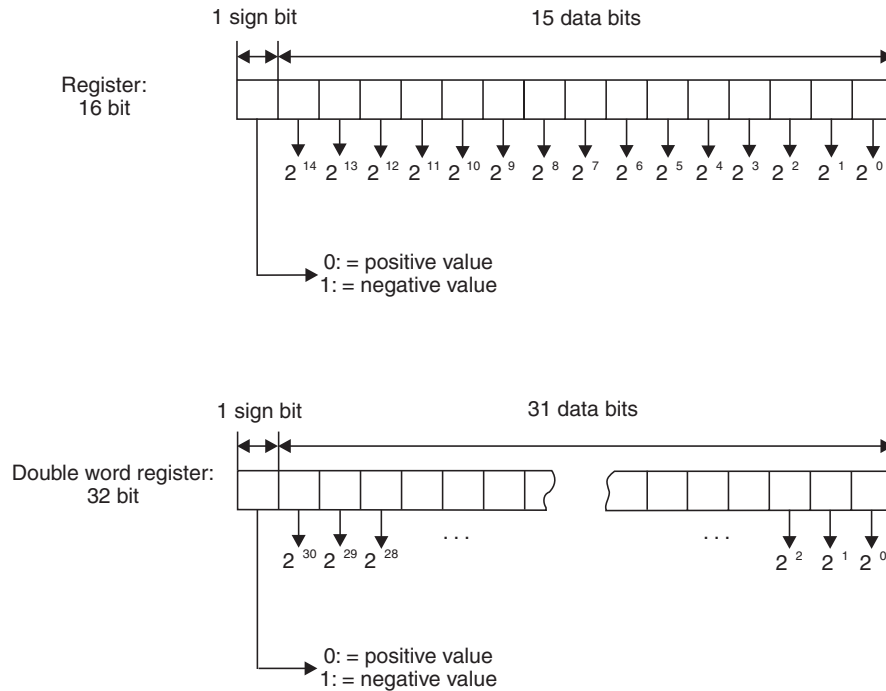 1 sign bit 15 data bits
Register:
16 bit
2^14 2^13 2^12 2^11 2^10 2^9 2^8 2^7 2^6 2^5 2^4 2^3 2^2 2^1 2^0
0: = positive value
1: = negative value
1 sign bit 31 data bits
Double word register:
32 bit
... ...
2^30 2^29 2^28 2^2 2^1 2^0
0: = positive value
1: = negative value